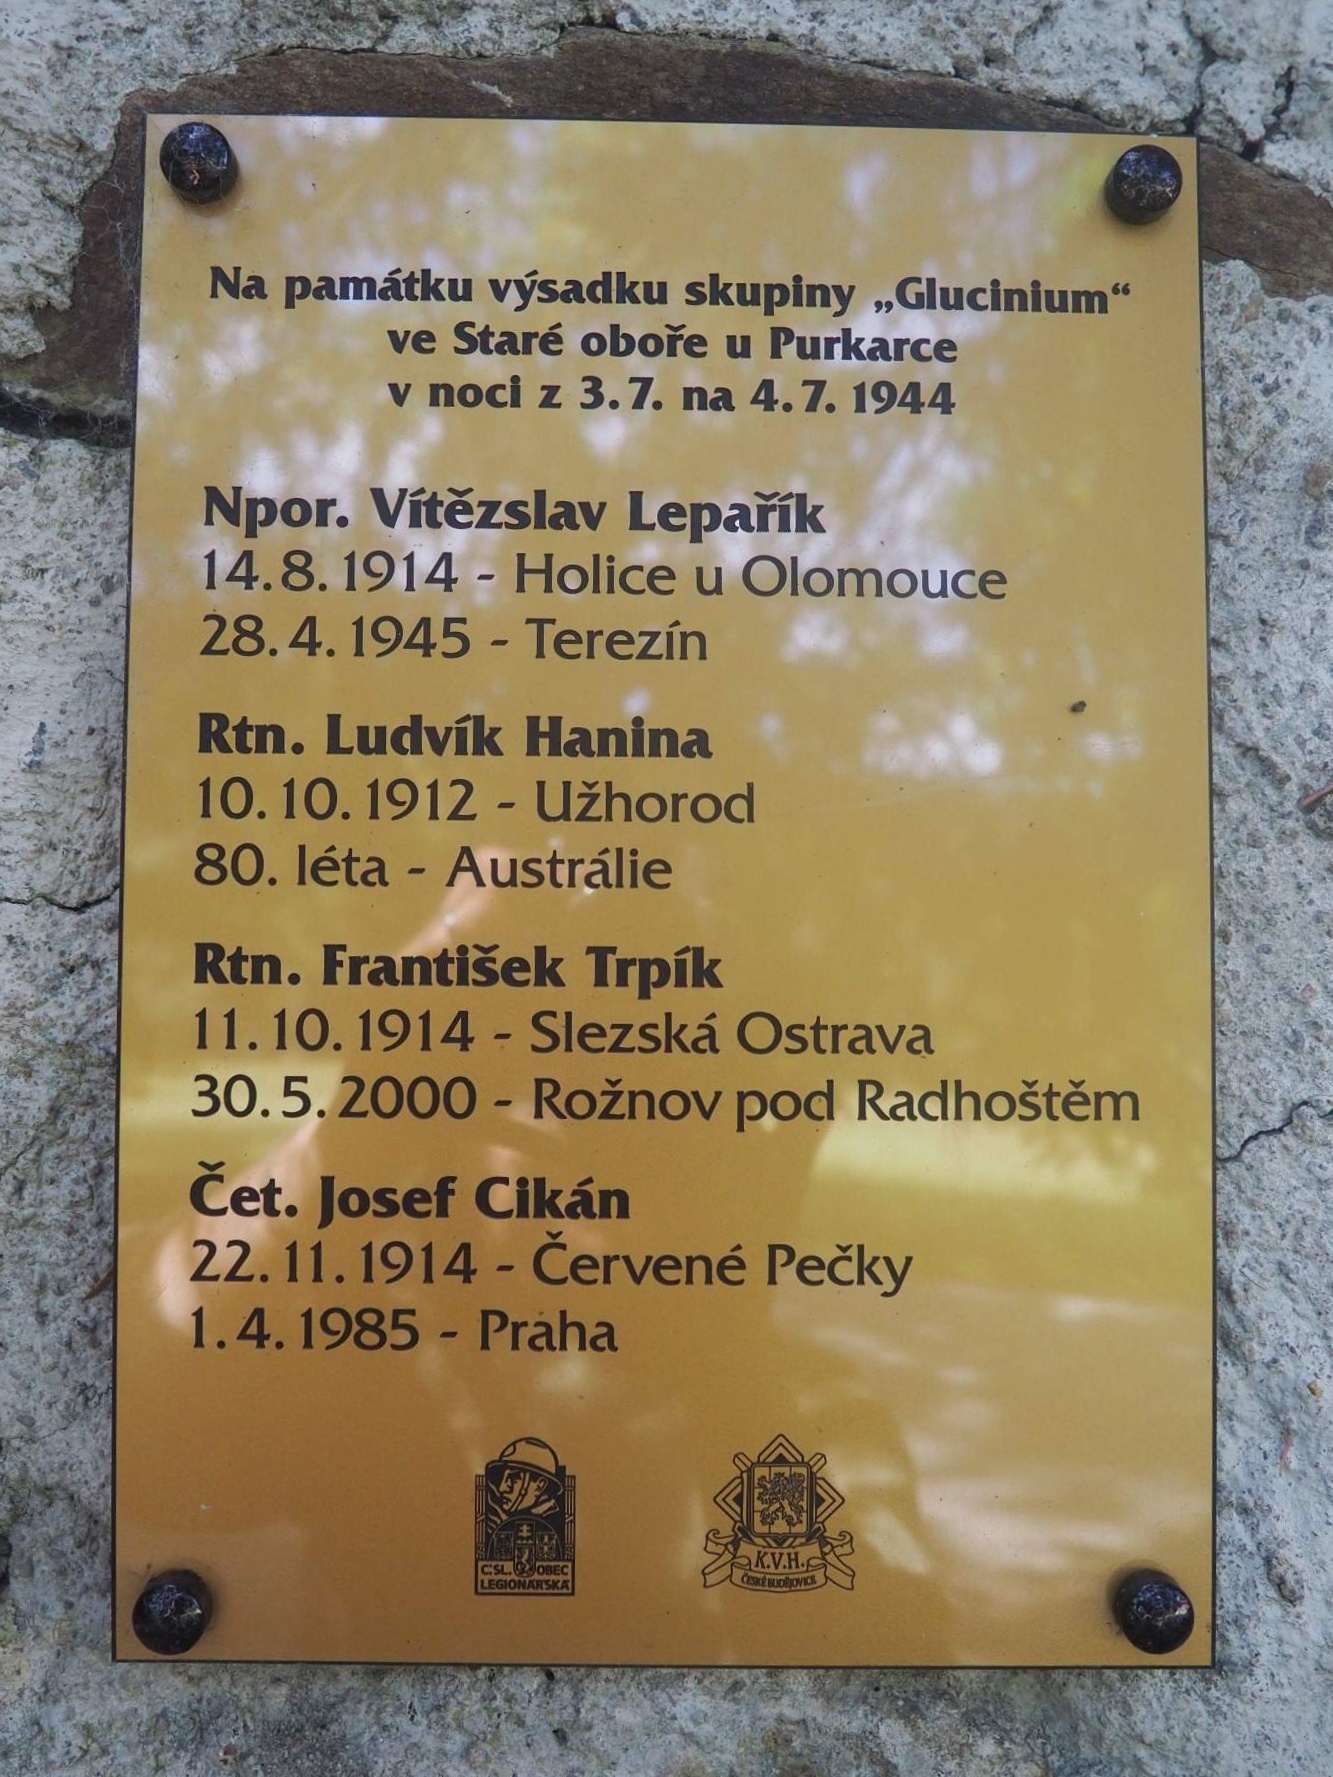 Na památku výsadku skupiny „Glucinium“
ve Staré oboře u Purkarce
v noci z 3.7. na 4.7. 1944
Npor. Vítězslav Lepařík
14.8.1914 - Holice u Olomouce
28.4.1945 - Terezín
Rtn. Ludvík Hanina
10.10.1912 - Užhorod
80. léta - Austrálie
Rtn. František Trpík
11.10.1914 - Slezská Ostrava
30.5.2000 - Rožnov pod Radhoštěm
Čet. Josef Cikán
22.11.1914 - Červené Pečky
1.4.1985 - Praha
ČSL. OBEC
LEGIONÁŘSKÁ
K.V.H.
ČESKÉ BUDĚJOVICE